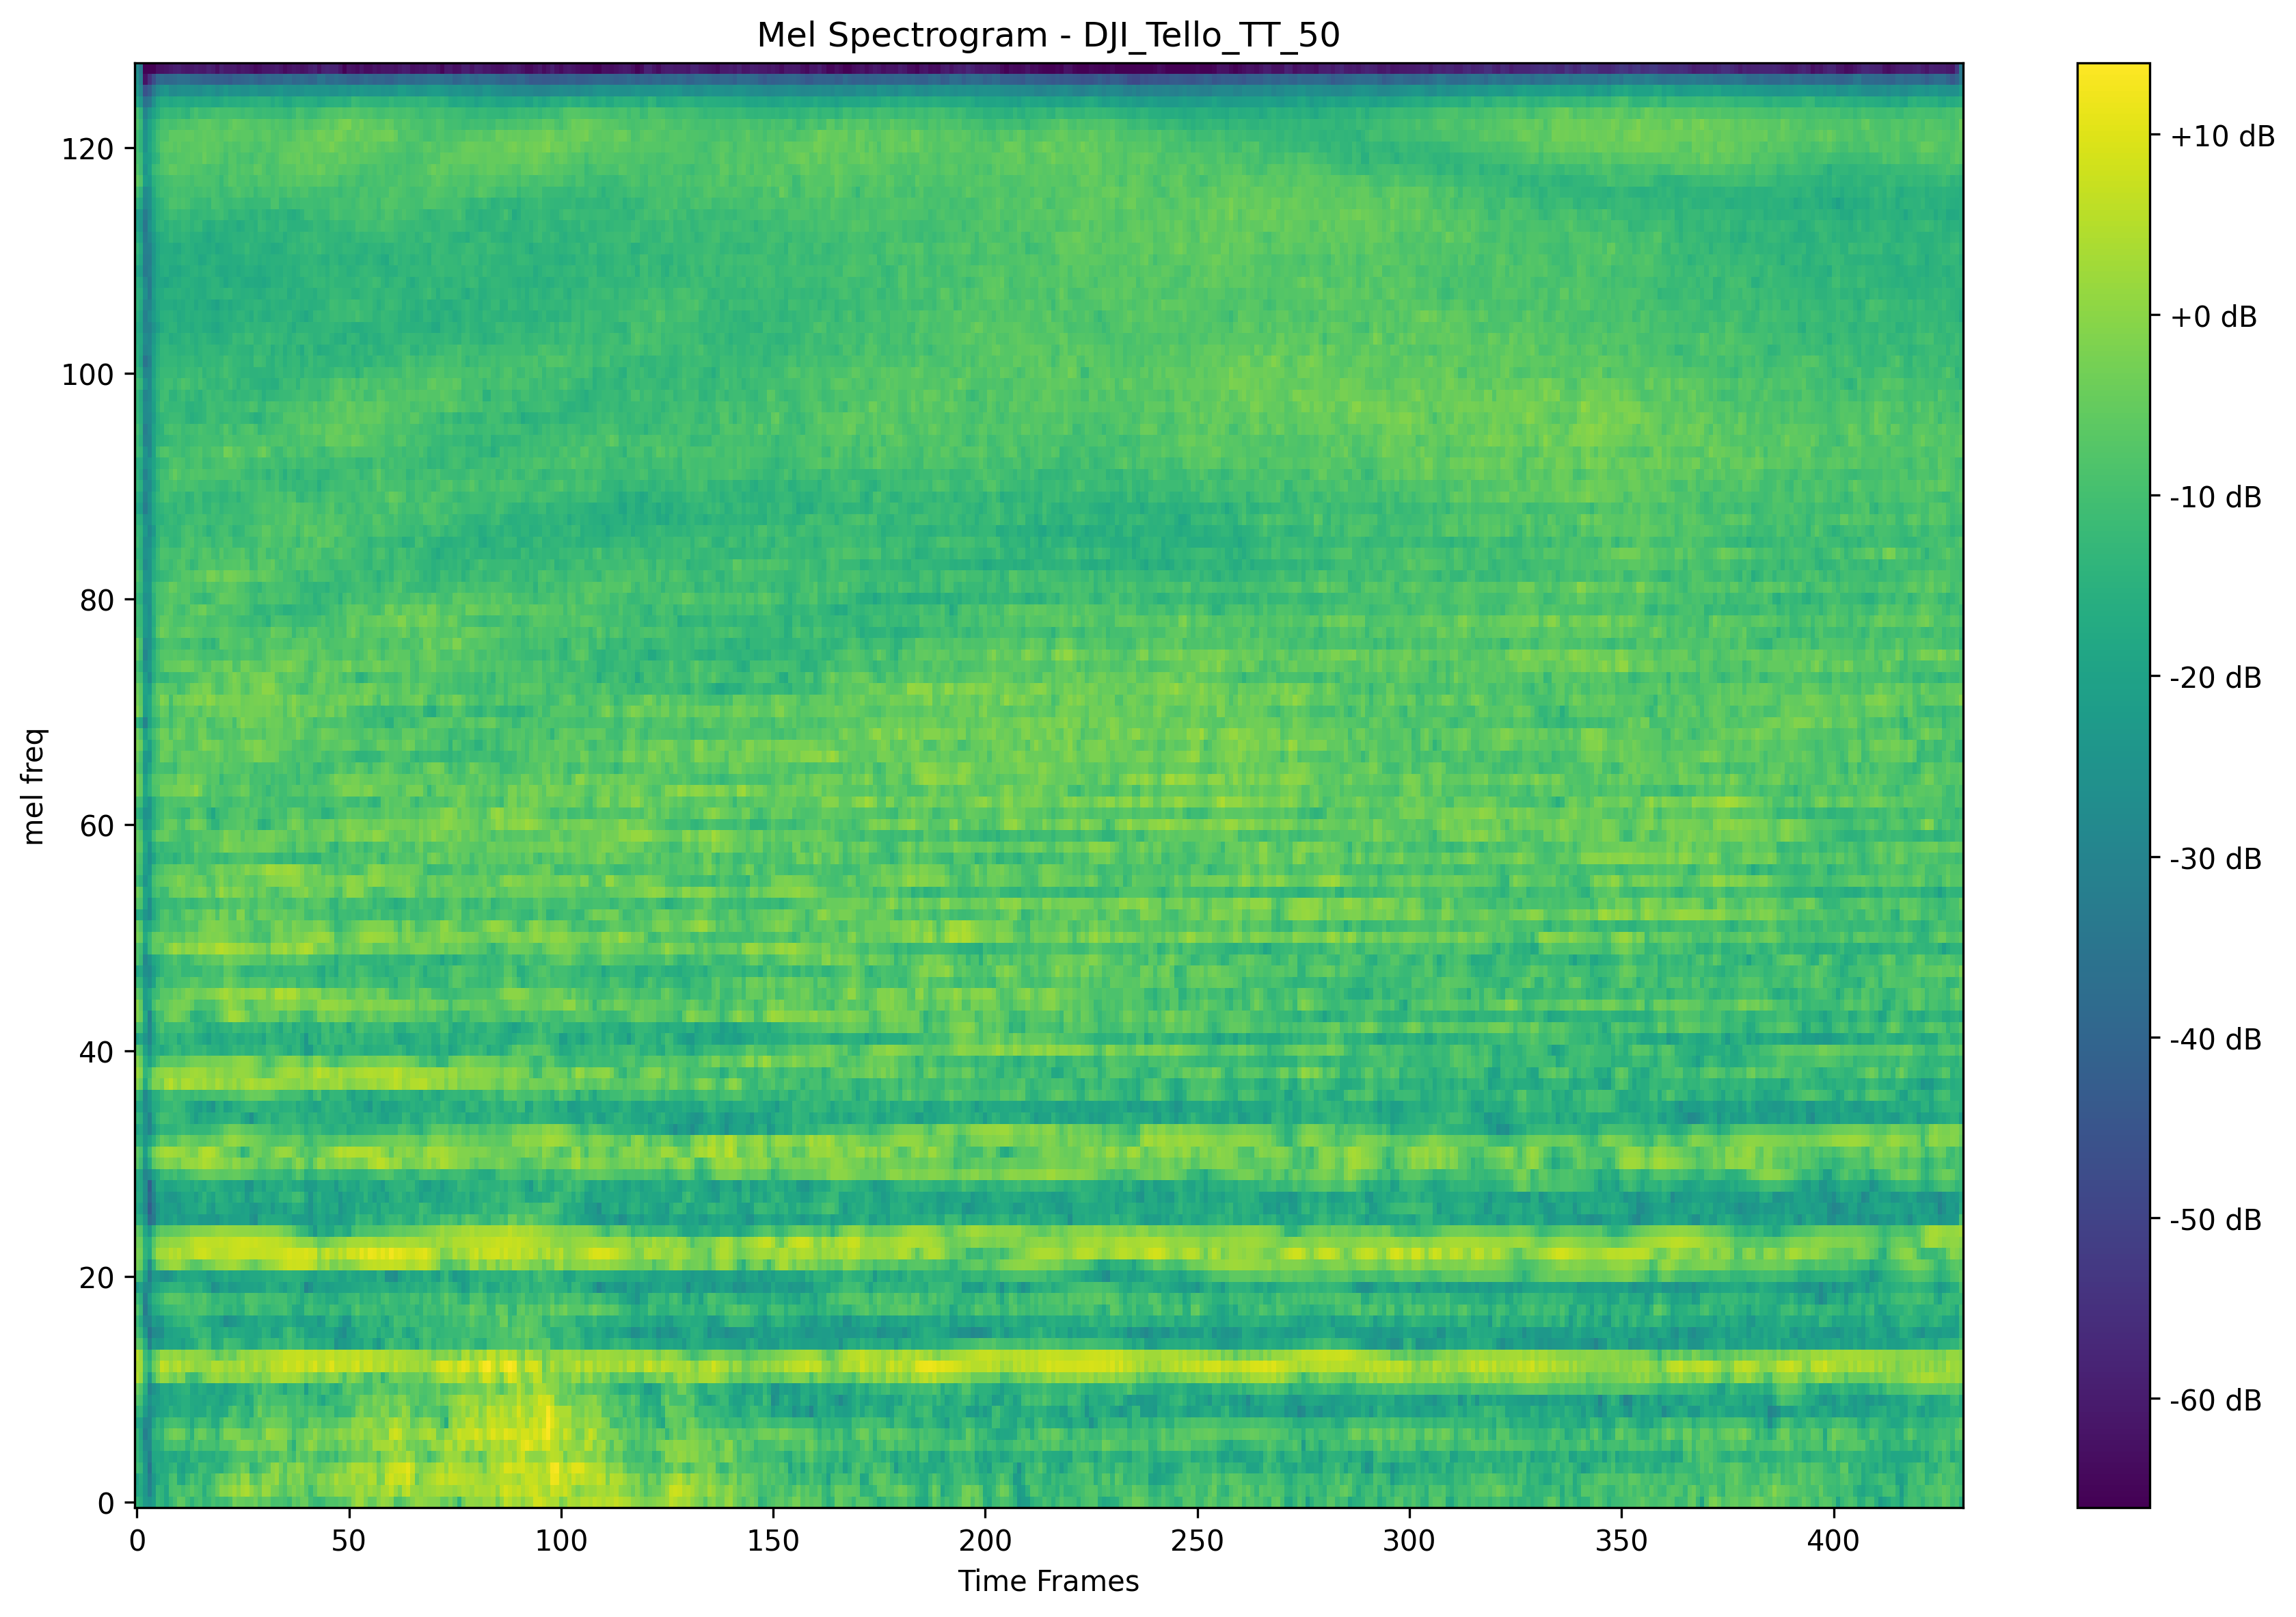 Mel Spectrogram - DJI_Tello_TT_50
120
100
80
60
40
20
0
mel freq
0 50 100 150 200 250 300 350 400
Time Frames
+10 dB
+0 dB
-10 dB
-20 dB
-30 dB
-40 dB
-50 dB
-60 dB